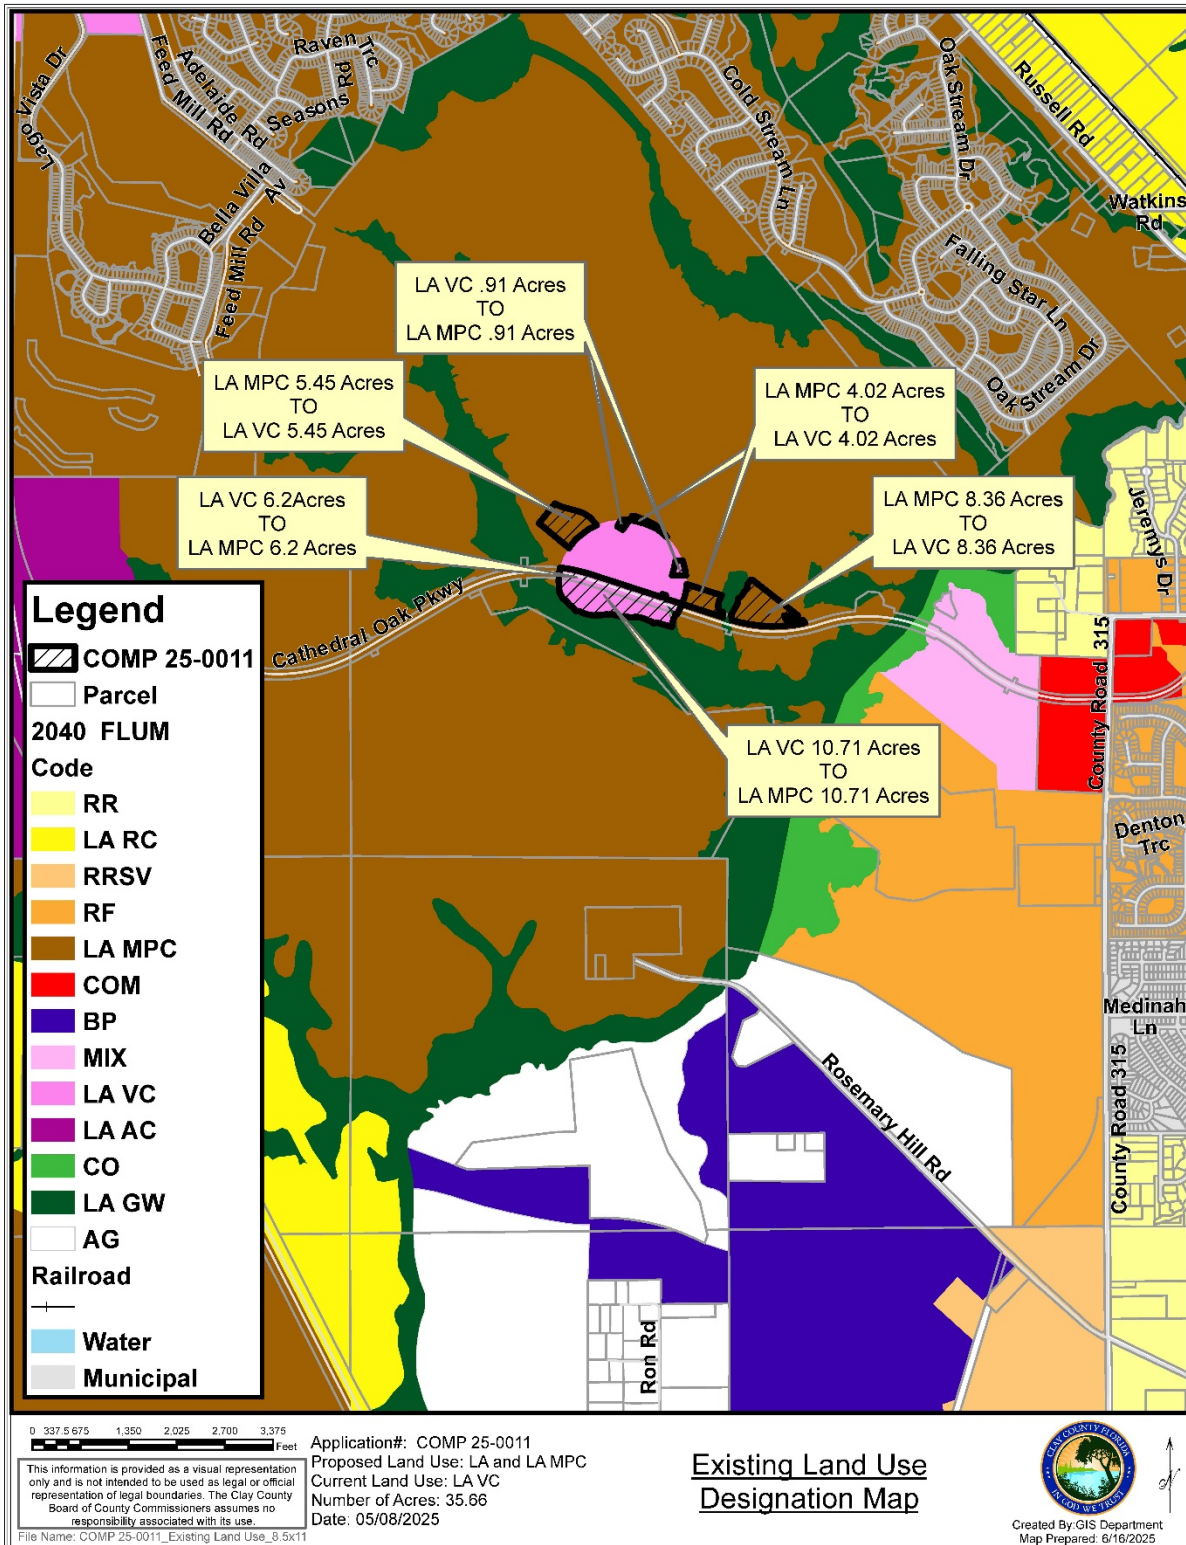 Lago Vista Dr
Feed Mill Rd
Adelaide Rd
Seasons Rd
Raven Trc
Bella Villa Av
Feed Mill Rd
Cold Stream Ln
Oak Stream Dr
Russell Rd
Watkins
Rd
Falling Star Ln
Oak Stream Dr
LA VC .91 Acres
TO
LA MPC .91 Acres
LA MPC 5.45 Acres
TO
LA VC 5.45 Acres
LA MPC 4.02 Acres
TO
LA VC 4.02 Acres
LA VC 6.2Acres
TO
LA MPC 6.2 Acres
LA MPC 8.36 Acres
TO
LA VC 8.36 Acres
Jeremys Dr
Cathedral Oak Pkwy
County Road 315
LA VC 10.71 Acres
TO
LA MPC 10.71 Acres
Denton
Trc
Medinah
Ln
County Road 315
Rosemary Hill Rd
Ron Rd
Legend
COMP 25-0011
Parcel
2040 FLUM
Code
RR
LA RC
RRSV
RF
LA MPC
COM
BP
MIX
LA VC
LA AC
CO
LA GW
AG
Railroad
Water
Municipal
0 337.5 675 1,350 2,025 2,700 3,375
Feet
This information is provided as a visual representation
only and is not intended to be used as legal or official
representation of legal boundaries. The Clay County
Board of County Commissioners assumes no
responsibility associated with its use.
File Name: COMP 25-0011_Existing Land Use_8.5x11
Application#: COMP 25-0011
Proposed Land Use: LA and LA MPC
Current Land Use: LA VC
Number of Acres: 35.66
Date: 05/08/2025
Existing Land Use
Designation Map
CLAY COUNTY FLORIDA
IN GOD WE TRUST
N
Created By:GIS Department
Map Prepared: 6/16/2025